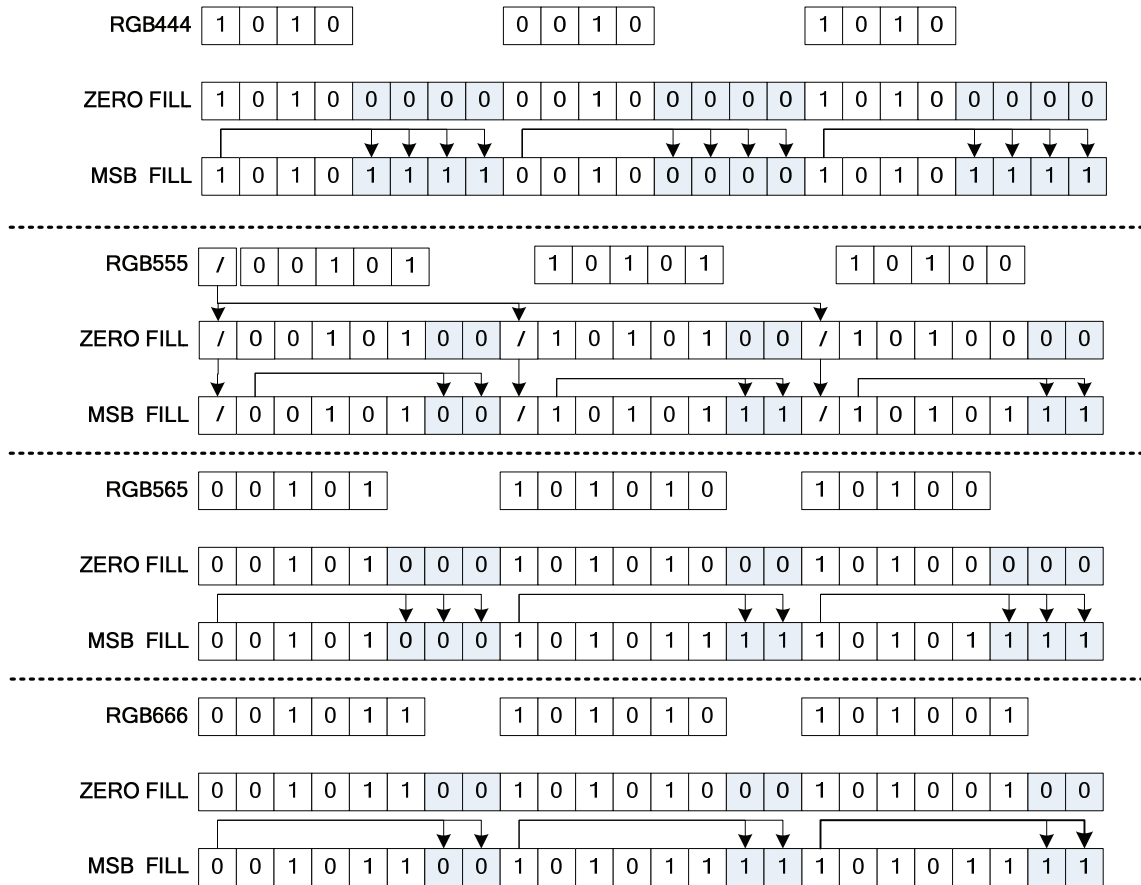 RGB444 1 0 1 0 0 0 1 0 1 0 1 0
ZERO FILL 1 0 1 0 0 0 0 0 0 0 1 0 0 0 0 0 1 0 1 0 0 0 0 0
MSB FILL 1 0 1 0 1 1 1 1 0 0 1 0 0 0 0 0 1 0 1 0 1 1 1 1
RGB555 / 0 0 1 0 1 1 0 1 0 1 1 0 1 0 0
ZERO FILL / 0 0 1 0 1 0 0 / 1 0 1 0 1 0 0 / 1 0 1 0 0 0 0
MSB FILL / 0 0 1 0 1 0 0 / 1 0 1 0 1 1 1 / 1 0 1 0 1 1 1
RGB565 0 0 1 0 1 1 0 1 0 1 0 1 0 1 0 0
ZERO FILL 0 0 1 0 1 0 0 0 1 0 1 0 1 0 0 0 1 0 1 0 0 0 0 0
MSB FILL 0 0 1 0 1 0 0 0 1 0 1 0 1 1 1 1 1 0 1 0 1 1 1 1
RGB666 0 0 1 0 1 1 1 0 1 0 1 0 1 0 1 0 0 1
ZERO FILL 0 0 1 0 1 1 0 0 1 0 1 0 1 0 0 0 1 0 1 0 0 1 0 0
MSB FILL 0 0 1 0 1 1 0 0 1 0 1 0 1 1 1 1 1 0 1 0 1 1 1 1